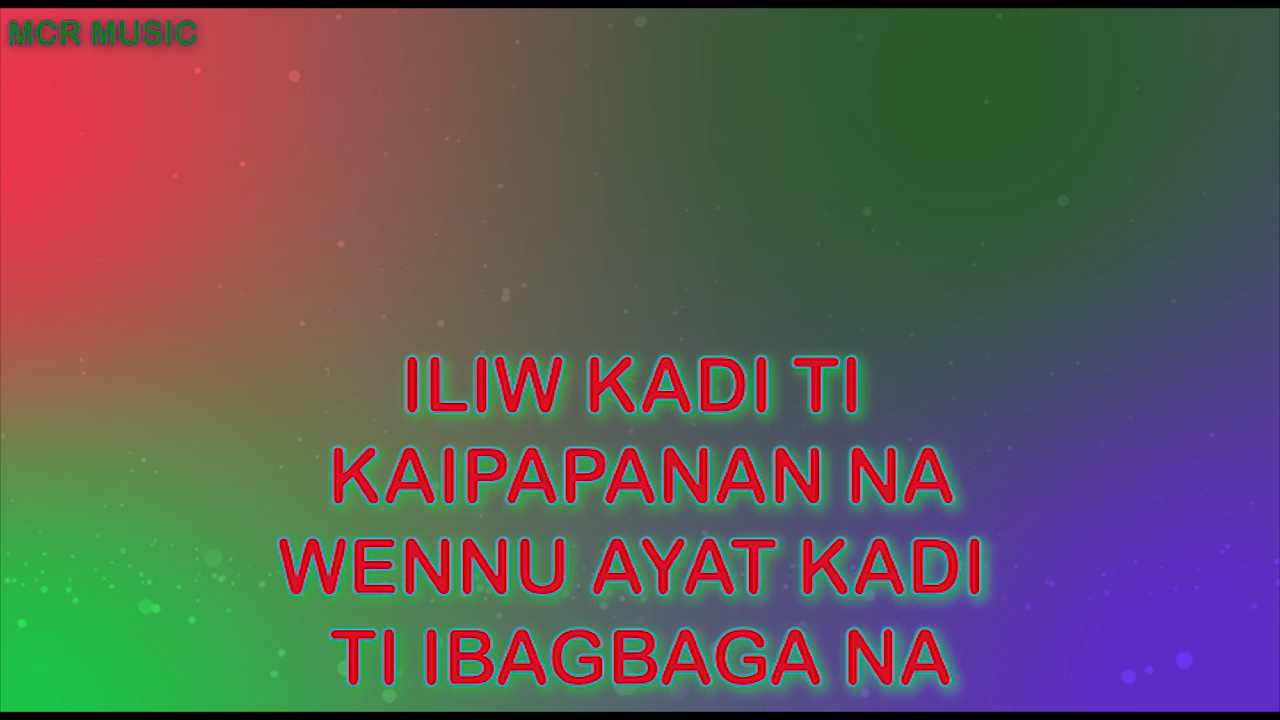 MCR MUSIC
ILIW KADI TI
KAIPAPANAN NA
WENNU AYAT KADI
TI IBAGBAGA NA